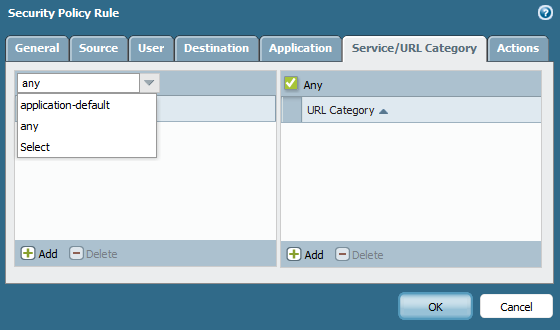 Security Policy Rule
General Source User Destination Application Service/URL Category Actions
any
application-default
any
Select
Any
URL Category
Add Delete
Add Delete
OK Cancel